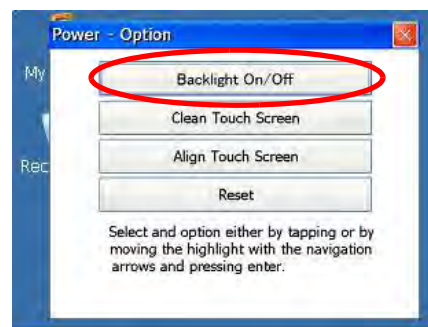 Power - Option
My
Backlight On/Off
Clean Touch Screen
Align Touch Screen
Rec
Reset
Select and option either by tapping or by
moving the highlight with the navigation
arrows and pressing enter.